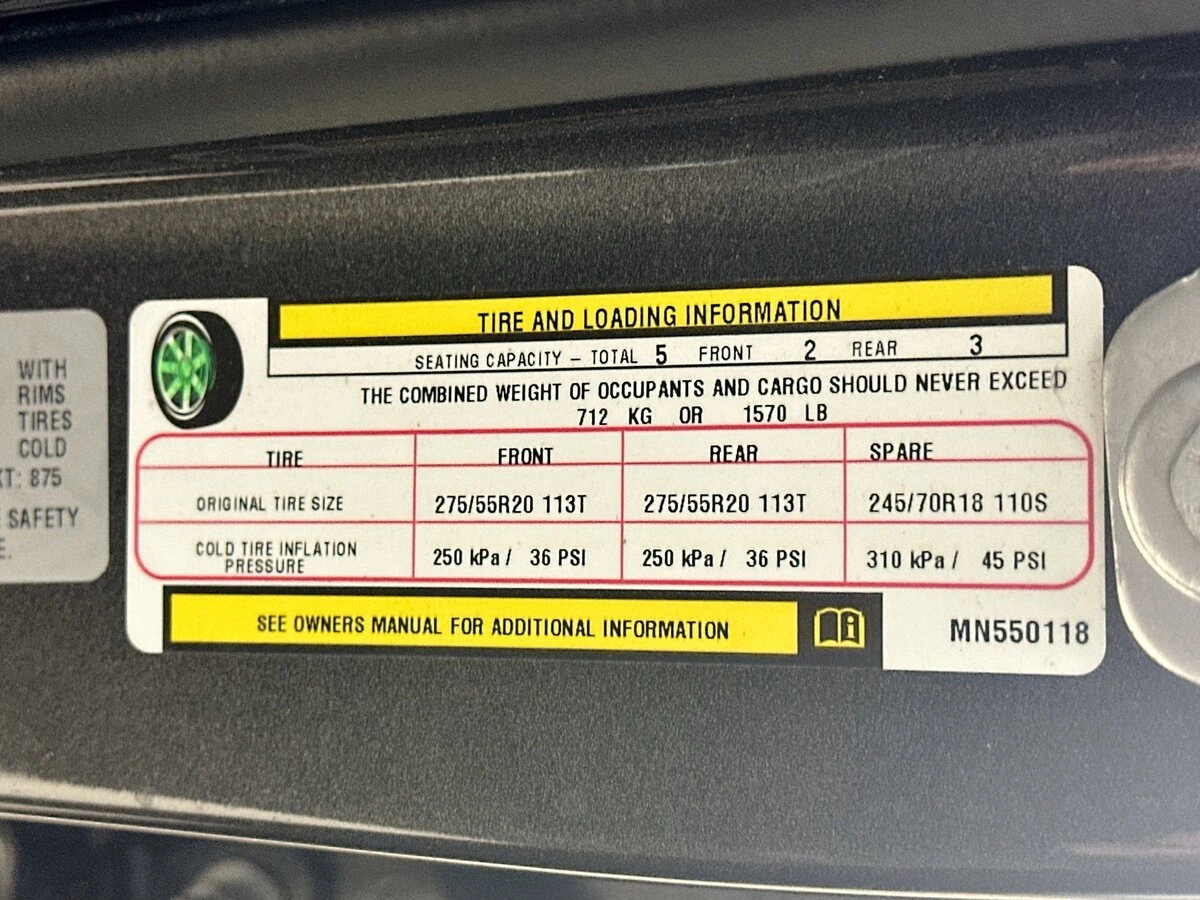 WITH
RIMS
TIRES
COLD
KT: 875
SAFETY
E.
TIRE AND LOADING INFORMATION
SEATING CAPACITY – TOTAL 5 FRONT 2 REAR 3
THE COMBINED WEIGHT OF OCCUPANTS AND CARGO SHOULD NEVER EXCEED
712 KG OR 1570 LB
TIRE FRONT REAR SPARE
ORIGINAL TIRE SIZE 275/55R20 113T 275/55R20 113T 245/70R18 110S
COLD TIRE INFLATION
PRESSURE 250 kPa / 36 PSI 250 kPa / 36 PSI 310 kPa / 45 PSI
SEE OWNERS MANUAL FOR ADDITIONAL INFORMATION
MN550118